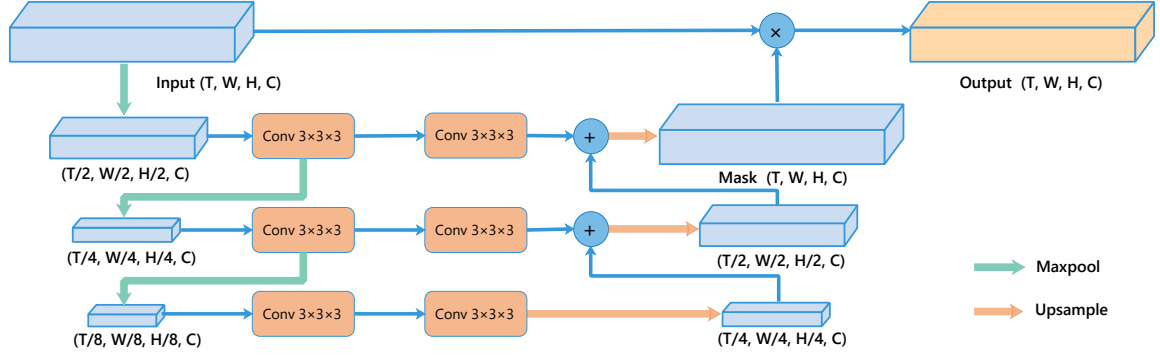 ×
Input (T, W, H, C)
Output (T, W, H, C)
Conv 3×3×3
Conv 3×3×3
+
(T/2, W/2, H/2, C)
Mask (T, W, H, C)
Conv 3×3×3
Conv 3×3×3
+
(T/4, W/4, H/4, C)
(T/2, W/2, H/2, C)
Maxpool
Conv 3×3×3
Conv 3×3×3
Upsample
(T/8, W/8, H/8, C)
(T/4, W/4, H/4, C)